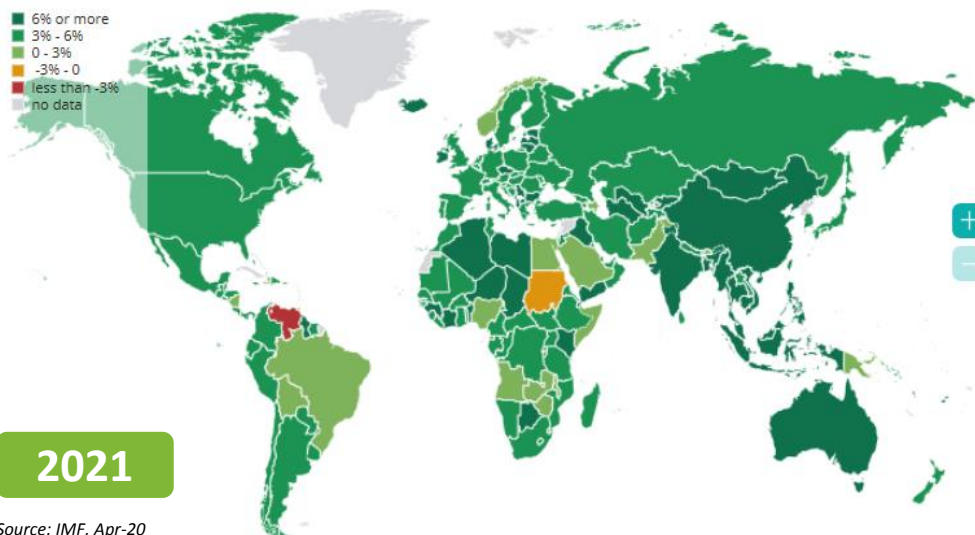 6% or more
3% - 6%
0 - 3%
-3% - 0
less than -3%
no data
+
−
2021
Source: IMF, Apr-20